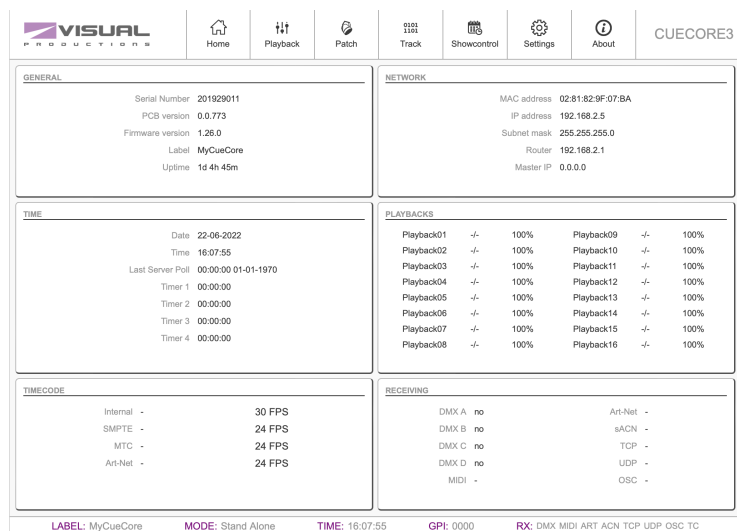 VISUAL
PRODUCTIONS
Home
Playback
Patch
0101
1101
Track
Showcontrol
Settings
About
CUECORE3
GENERAL
Serial Number 201929011
PCB version 0.0.773
Firmware version 1.26.0
Label MyCueCore
Uptime 1d 4h 45m
NETWORK
MAC address 02:81:82:9F:07:BA
IP address 192.168.2.5
Subnet mask 255.255.255.0
Router 192.168.2.1
Master IP 0.0.0.0
TIME
Date 22-06-2022
Time 16:07:55
Last Server Poll 00:00:00 01-01-1970
Timer 1 00:00:00
Timer 2 00:00:00
Timer 3 00:00:00
Timer 4 00:00:00
PLAYBACKS
Playback01 -/- 100% Playback09 -/- 100%
Playback02 -/- 100% Playback10 -/- 100%
Playback03 -/- 100% Playback11 -/- 100%
Playback04 -/- 100% Playback12 -/- 100%
Playback05 -/- 100% Playback13 -/- 100%
Playback06 -/- 100% Playback14 -/- 100%
Playback07 -/- 100% Playback15 -/- 100%
Playback08 -/- 100% Playback16 -/- 100%
TIMECODE
Internal - 30 FPS
SMPTE - 24 FPS
MTC - 24 FPS
Art-Net - 24 FPS
RECEIVING
DMX A no Art-Net -
DMX B no sACN -
DMX C no TCP -
DMX D no UDP -
MIDI - OSC -
LABEL: MyCueCore MODE: Stand Alone TIME: 16:07:55 GPI: 0000 RX: DMX MIDI ART ACN TCP UDP OSC TC